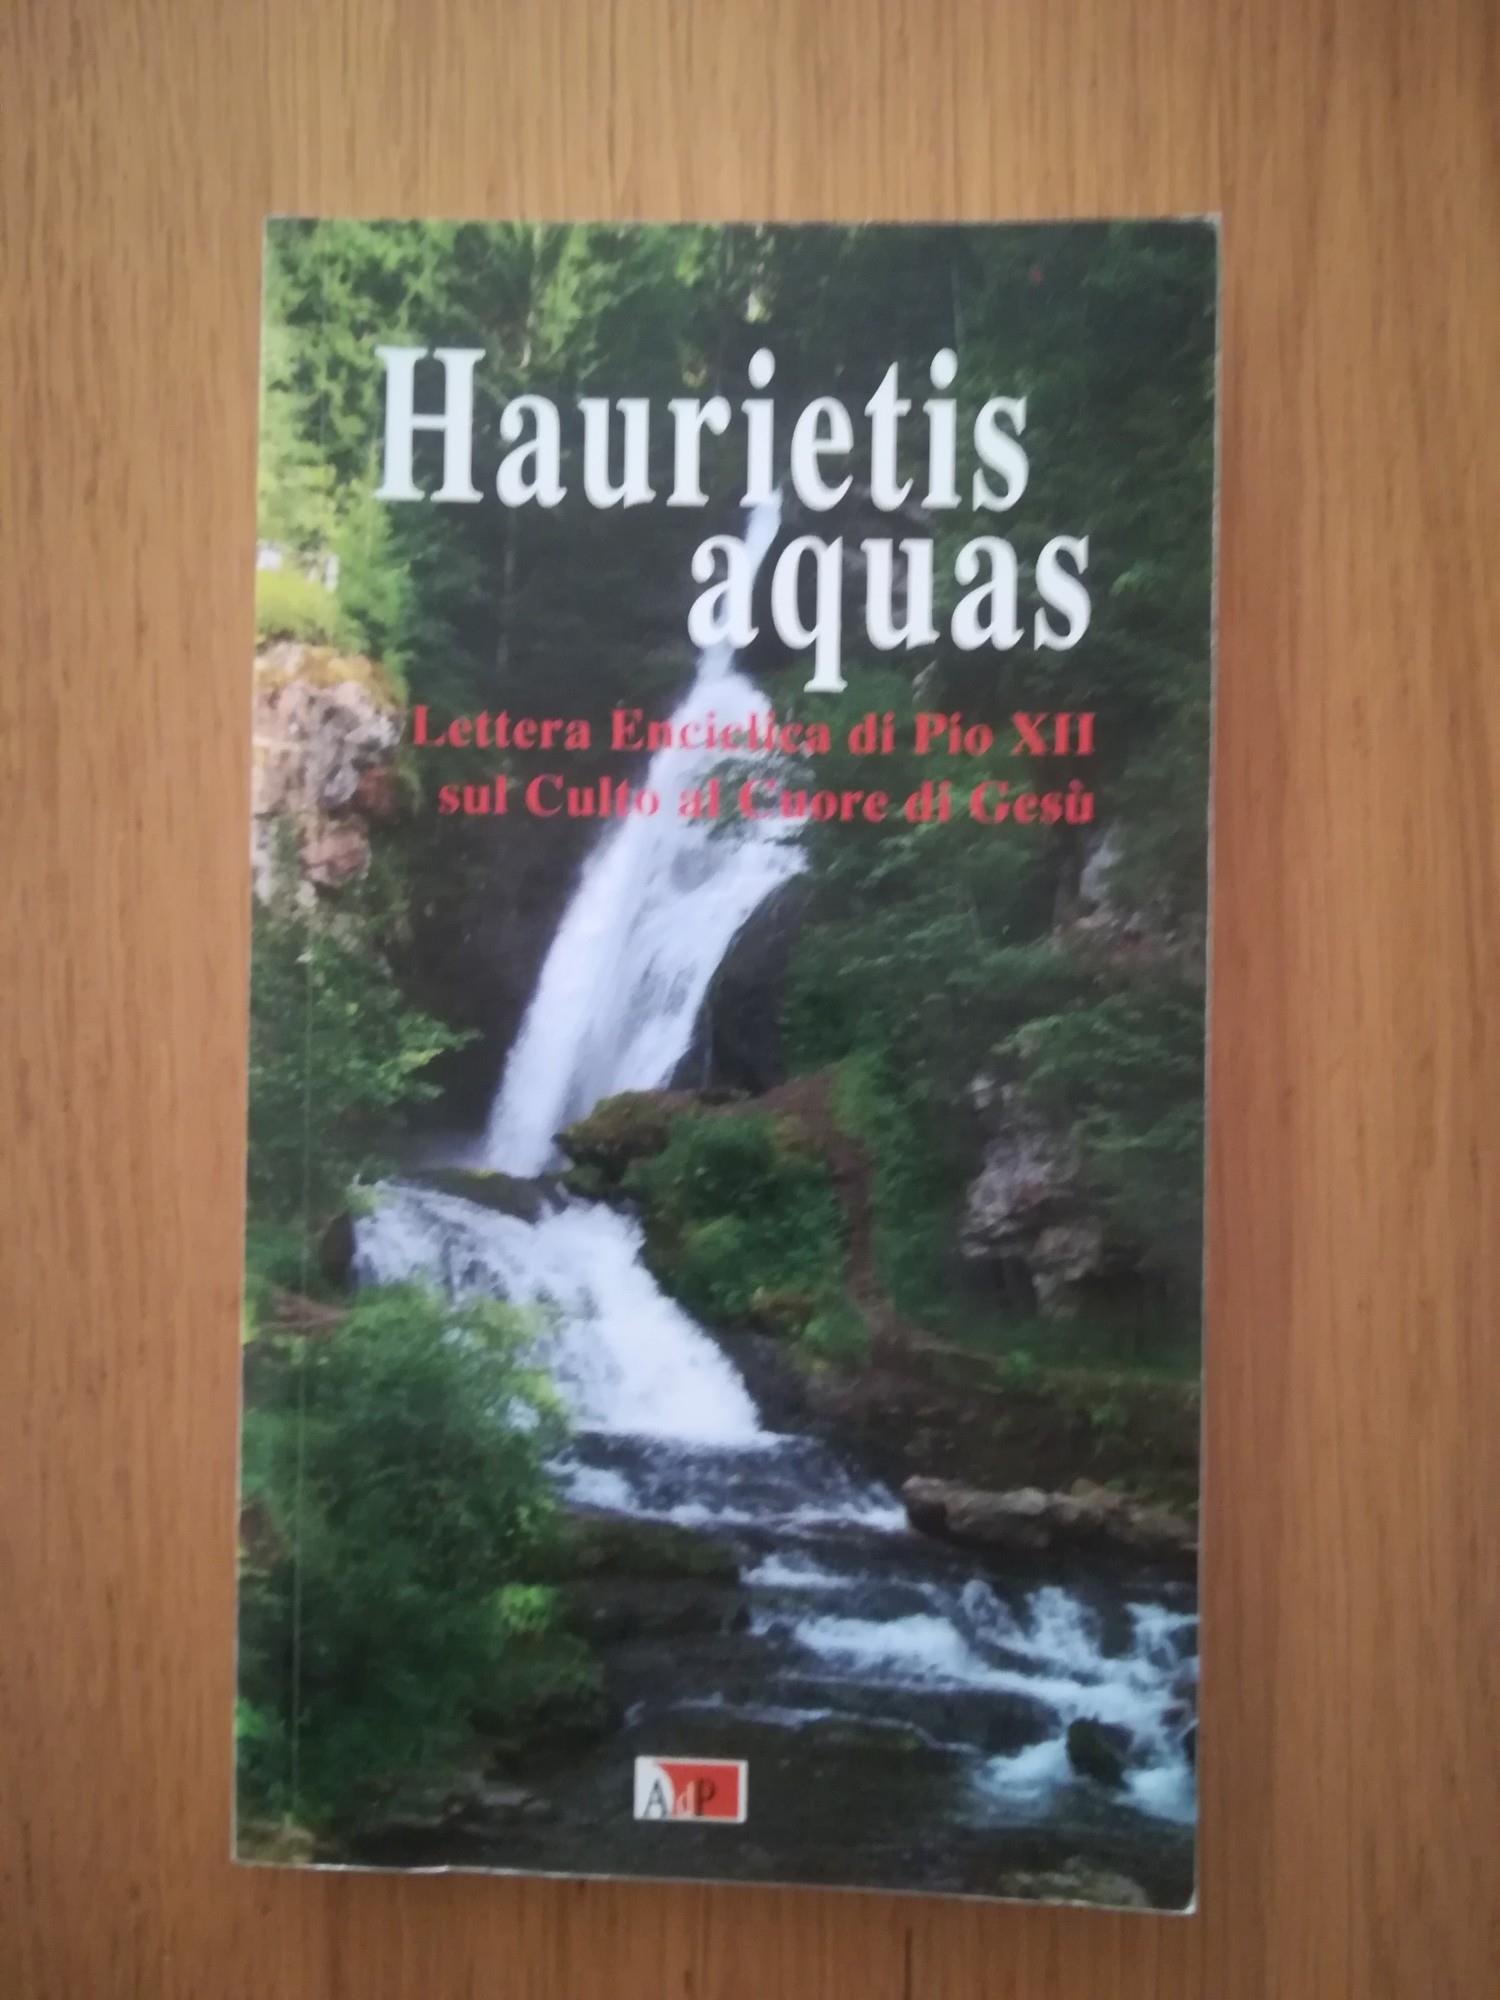 Haurietis
aquas
Lettera Enciclica di Pio XII
sul Culto al Cuore di Gesù
AdP